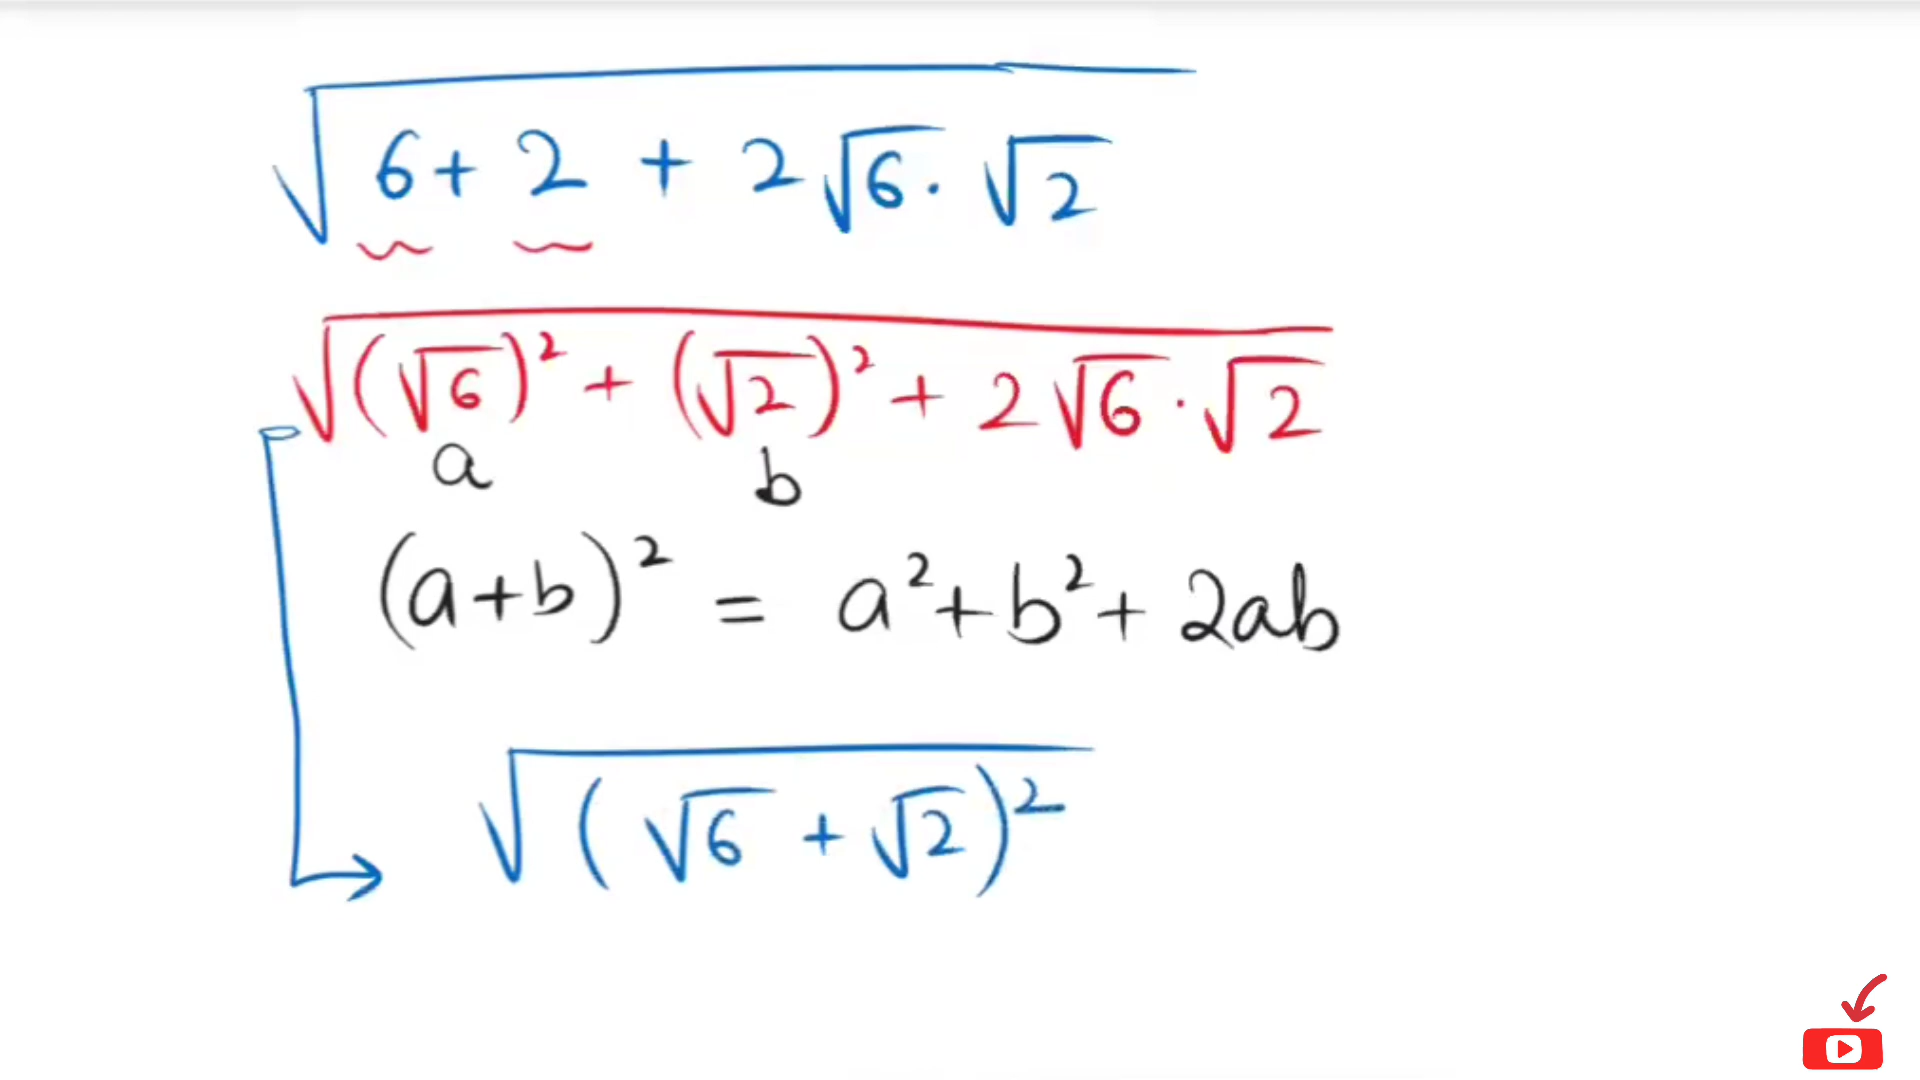 √(6 + 2 + 2√6 · √2)
√((√6)² + (√2)² + 2√6 · √2)
a b
(a+b)² = a²+b²+2ab
√((√6 + √2)²)